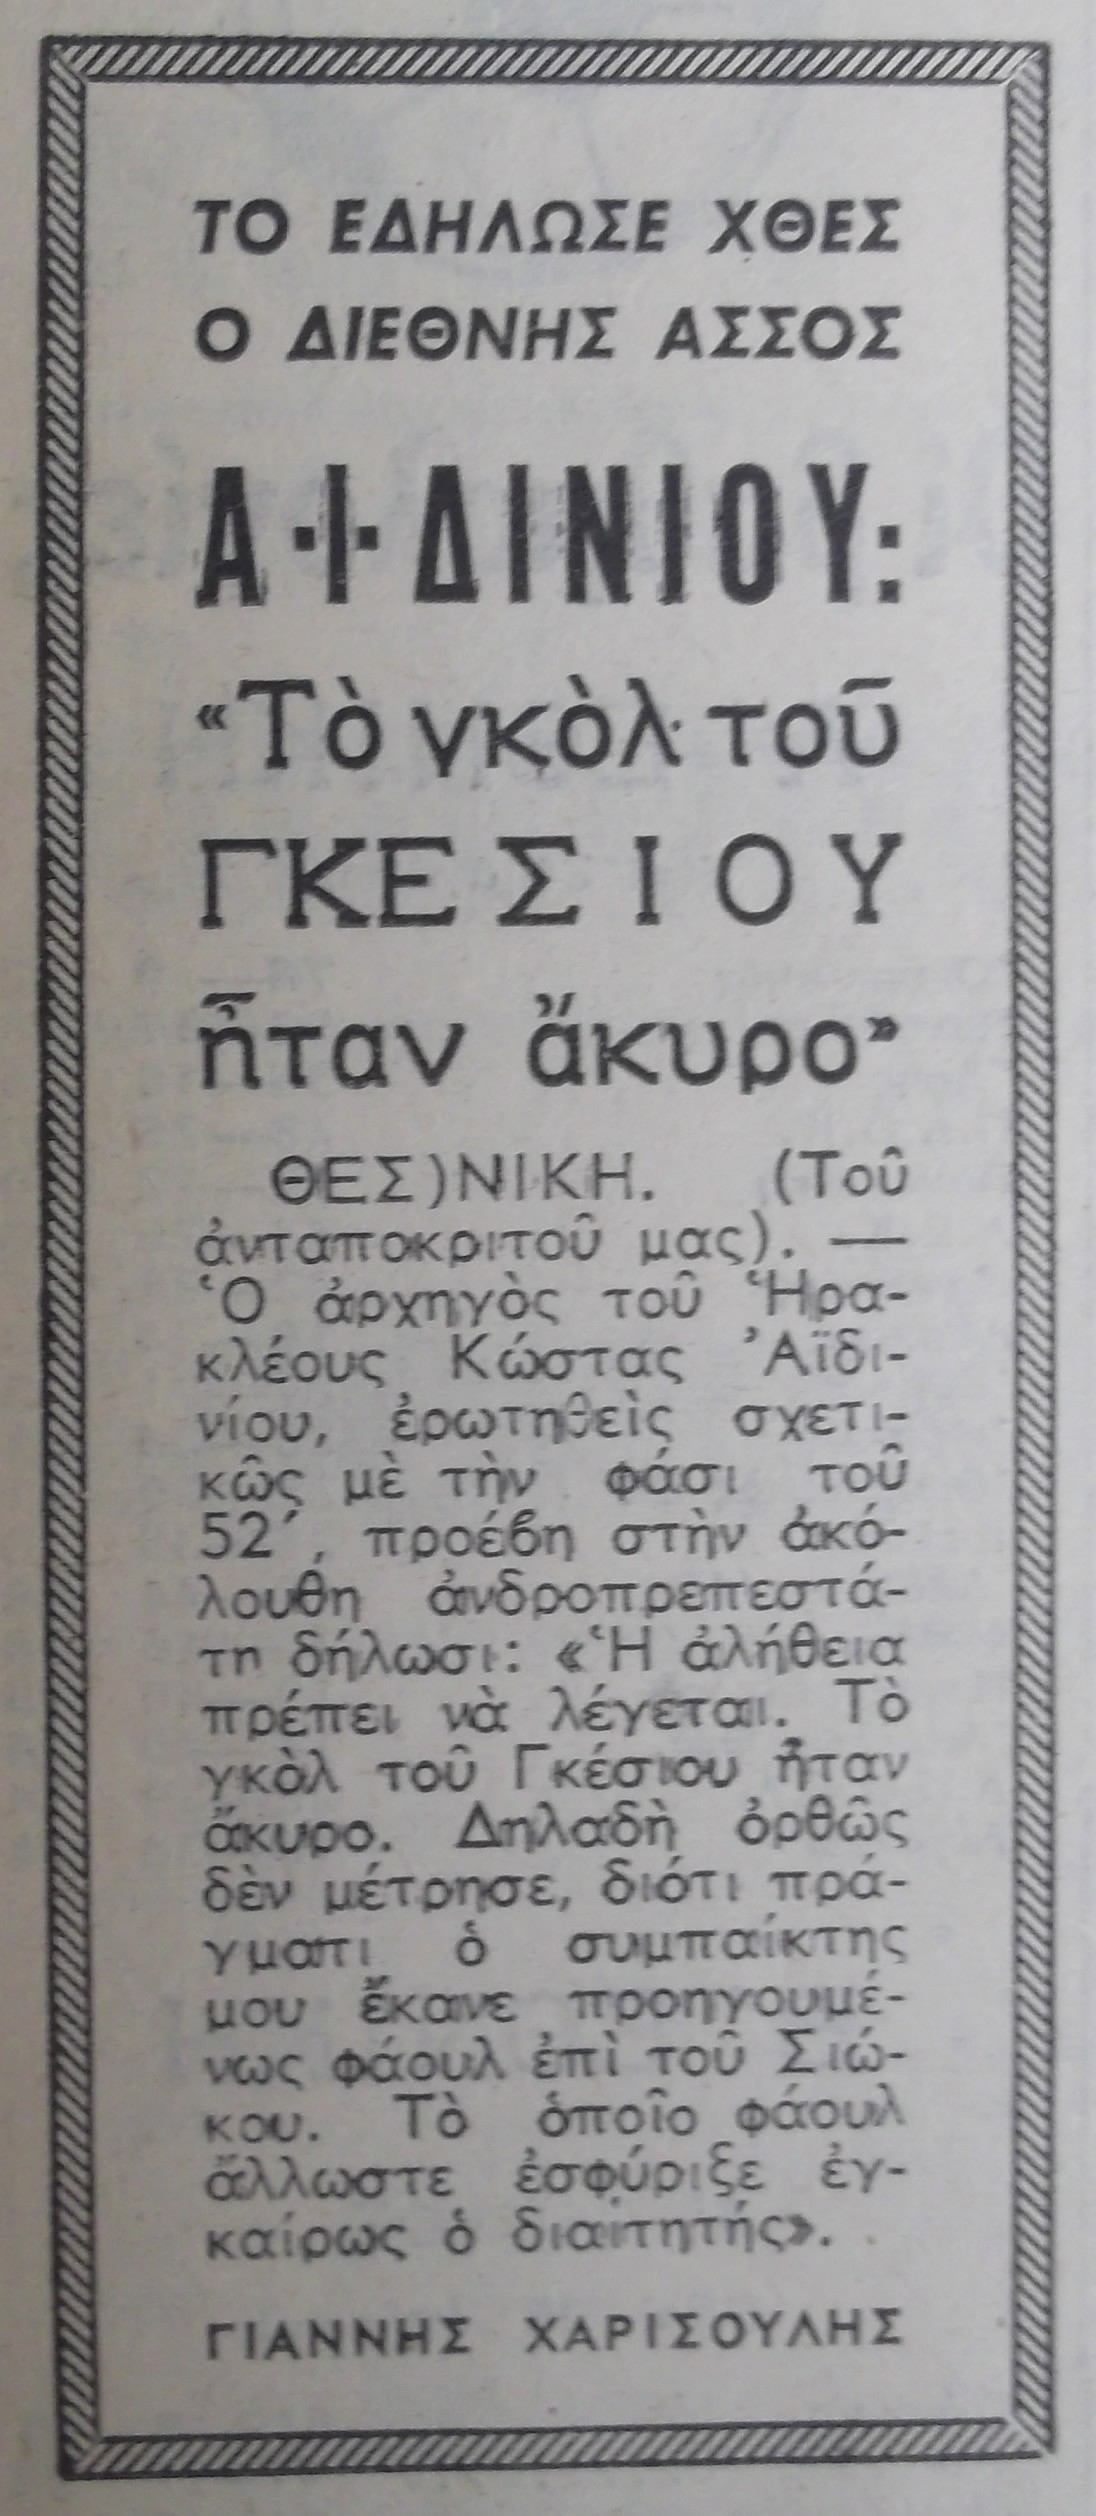 ΤΟ ΕΔΗΛΩΣΕ ΧΘΕΣ
Ο ΔΙΕΘΝΗΣ ΑΣΣΟΣ
Α·Ι·ΔΙΝΙΟΥ:
«Τὸ γκὸλ τοῦ
ΓΚΕΣΙΟΥ
ἦταν ἄκυρο»
ΘΕΣ)ΝΙΚΗ. (Τοῦ
ἀνταποκριτοῦ μας). —
Ὁ ἀρχηγὸς τοῦ Ἡρα-
κλέους Κώστας Ἀϊδι-
νίου, ἐρωτηθεὶς σχετι-
κῶς μὲ τὴν φάσι τοῦ
52΄, προέβη στὴν ἀκό-
λουθη ἀνδροπρεπεστά-
τη δήλωσι: «Ἡ ἀλήθεια
πρέπει νὰ λέγεται. Τὸ
γκὸλ τοῦ Γκέσιου ἦταν
ἄκυρο. Δηλαδὴ ὀρθῶς
δὲν μέτρησε, διότι πρά-
γματι ὁ συμπαίκτης
μου ἔκανε προηγουμέ-
νως φάουλ ἐπὶ τοῦ Σιώ-
κου. Τὸ ὁποῖο φάουλ
ἄλλωστε ἐσφύριξε ἐγ-
καίρως ὁ διαιτητής».
ΓΙΑΝΝΗΣ ΧΑΡΙΣΟΥΛΗΣ